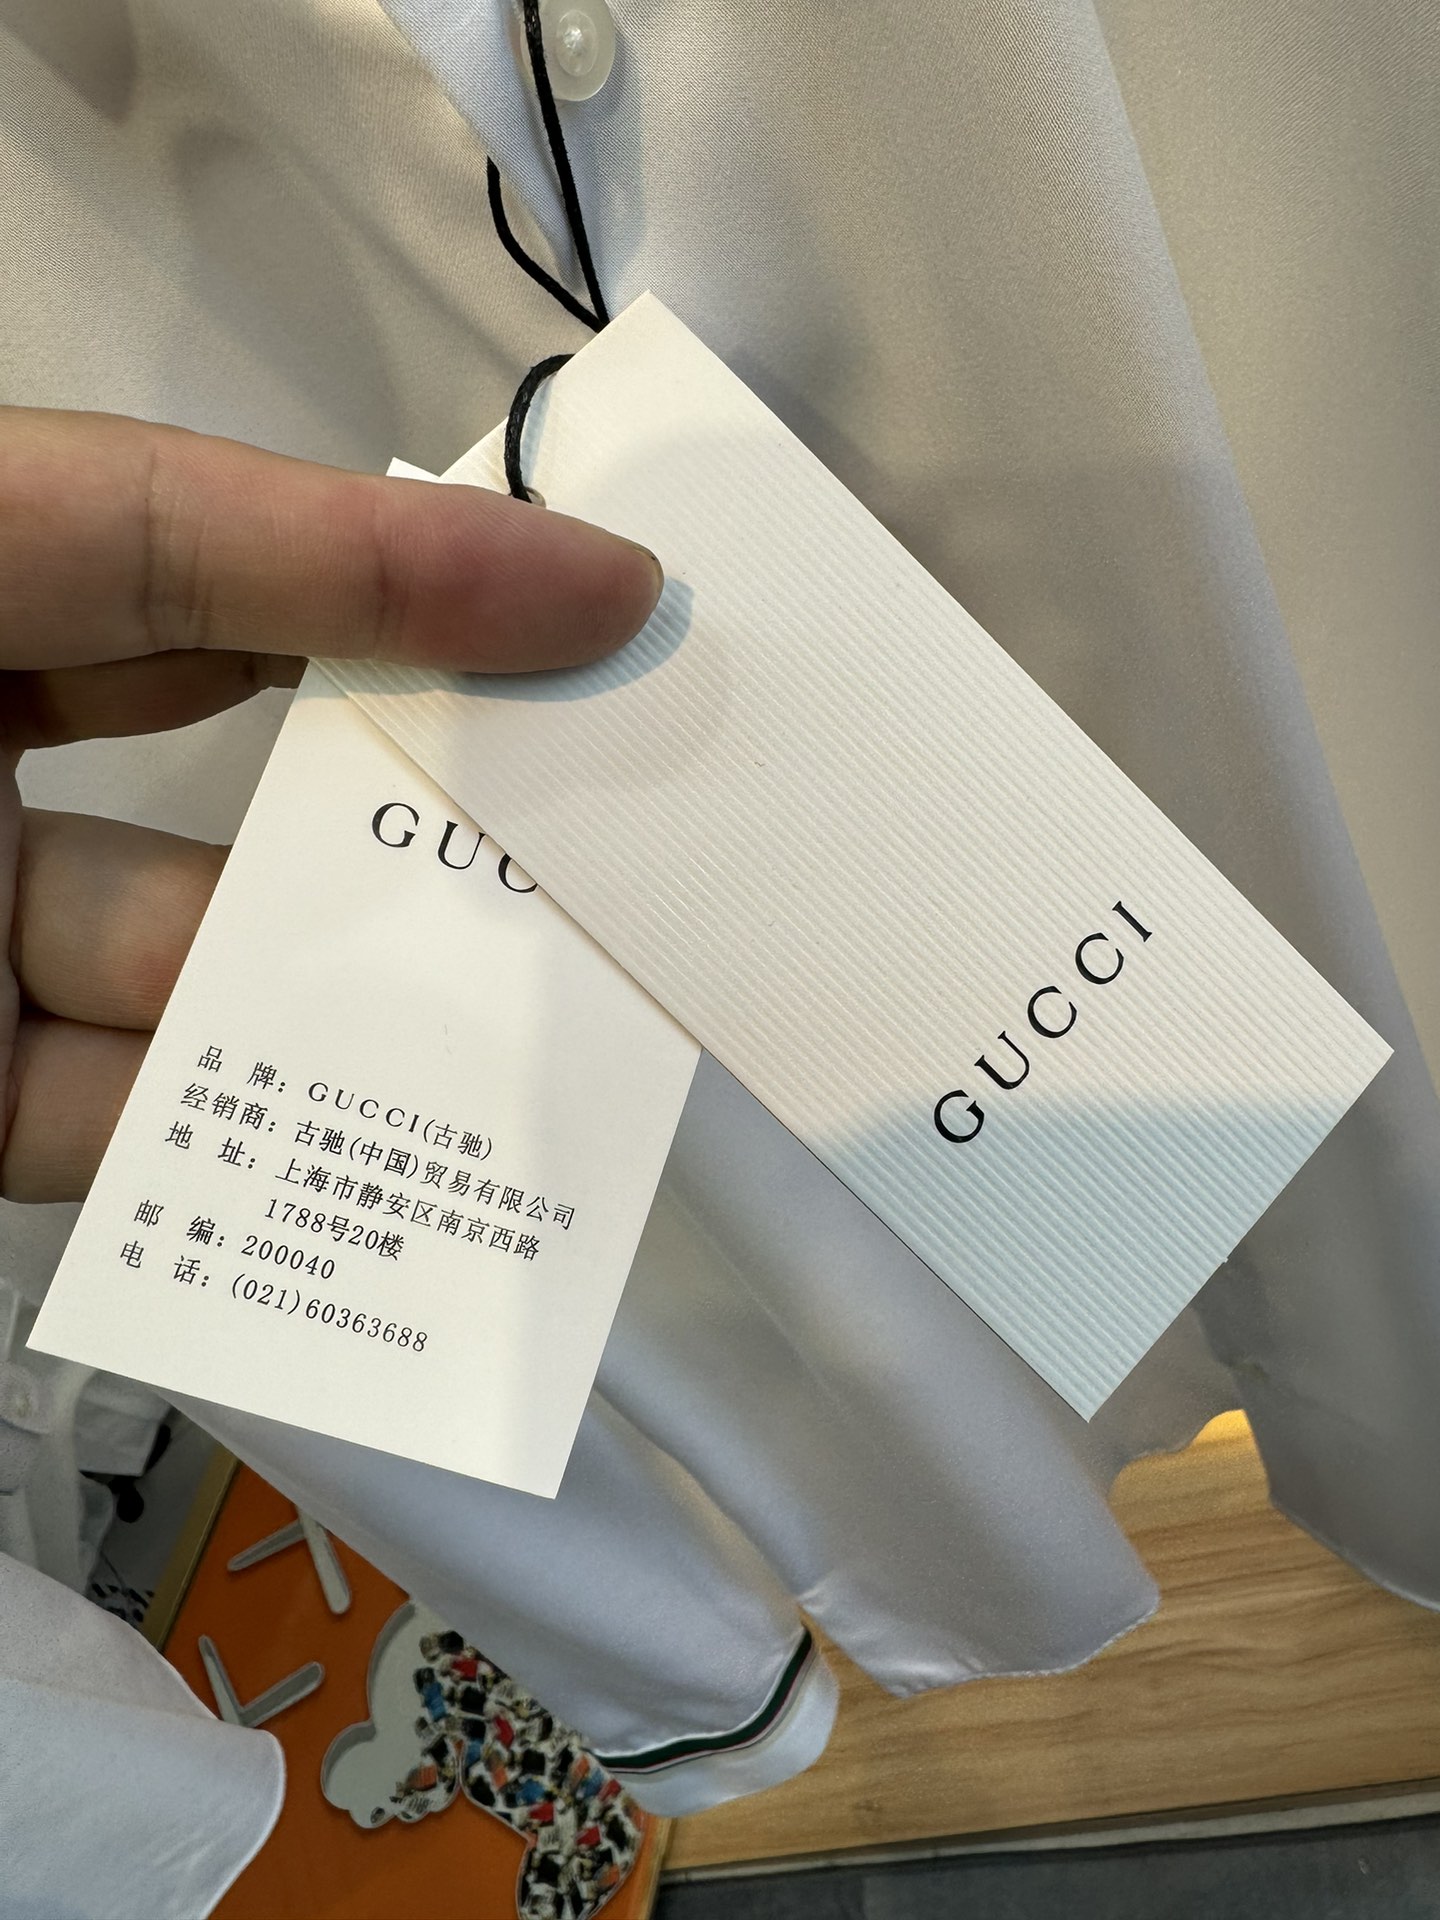 GUCCI
GUC
品 牌：GUCCI(古驰)
经销商：古驰(中国)贸易有限公司
地 址：上海市静安区南京西路
1788号20楼
邮 编：200040
电 话：(021)60363688